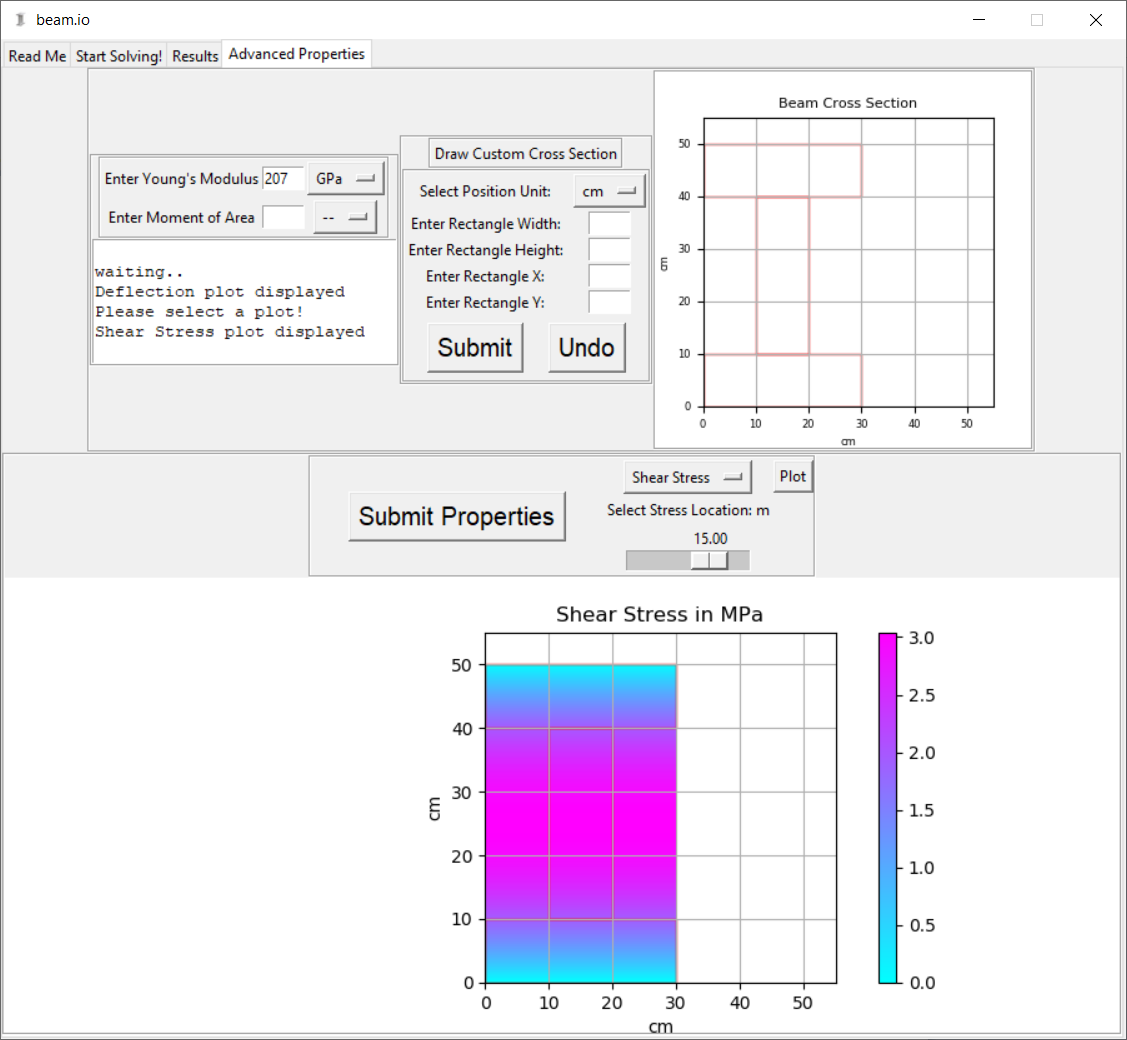 beam.io
Read Me Start Solving! Results Advanced Properties
Enter Young's Modulus 207 GPa
Enter Moment of Area --
waiting..
Deflection plot displayed
Please select a plot!
Shear Stress plot displayed
Draw Custom Cross Section
Select Position Unit: cm
Enter Rectangle Width:
Enter Rectangle Height:
Enter Rectangle X:
Enter Rectangle Y:
Submit Undo
Beam Cross Section
50
40
30
20
10
0
cm
0 10 20 30 40 50
cm
Submit Properties
Shear Stress Plot
Select Stress Location: m
15.00
Shear Stress in MPa
50
40
30
20
10
0
cm
0 10 20 30 40 50
cm
3.0
2.5
2.0
1.5
1.0
0.5
0.0